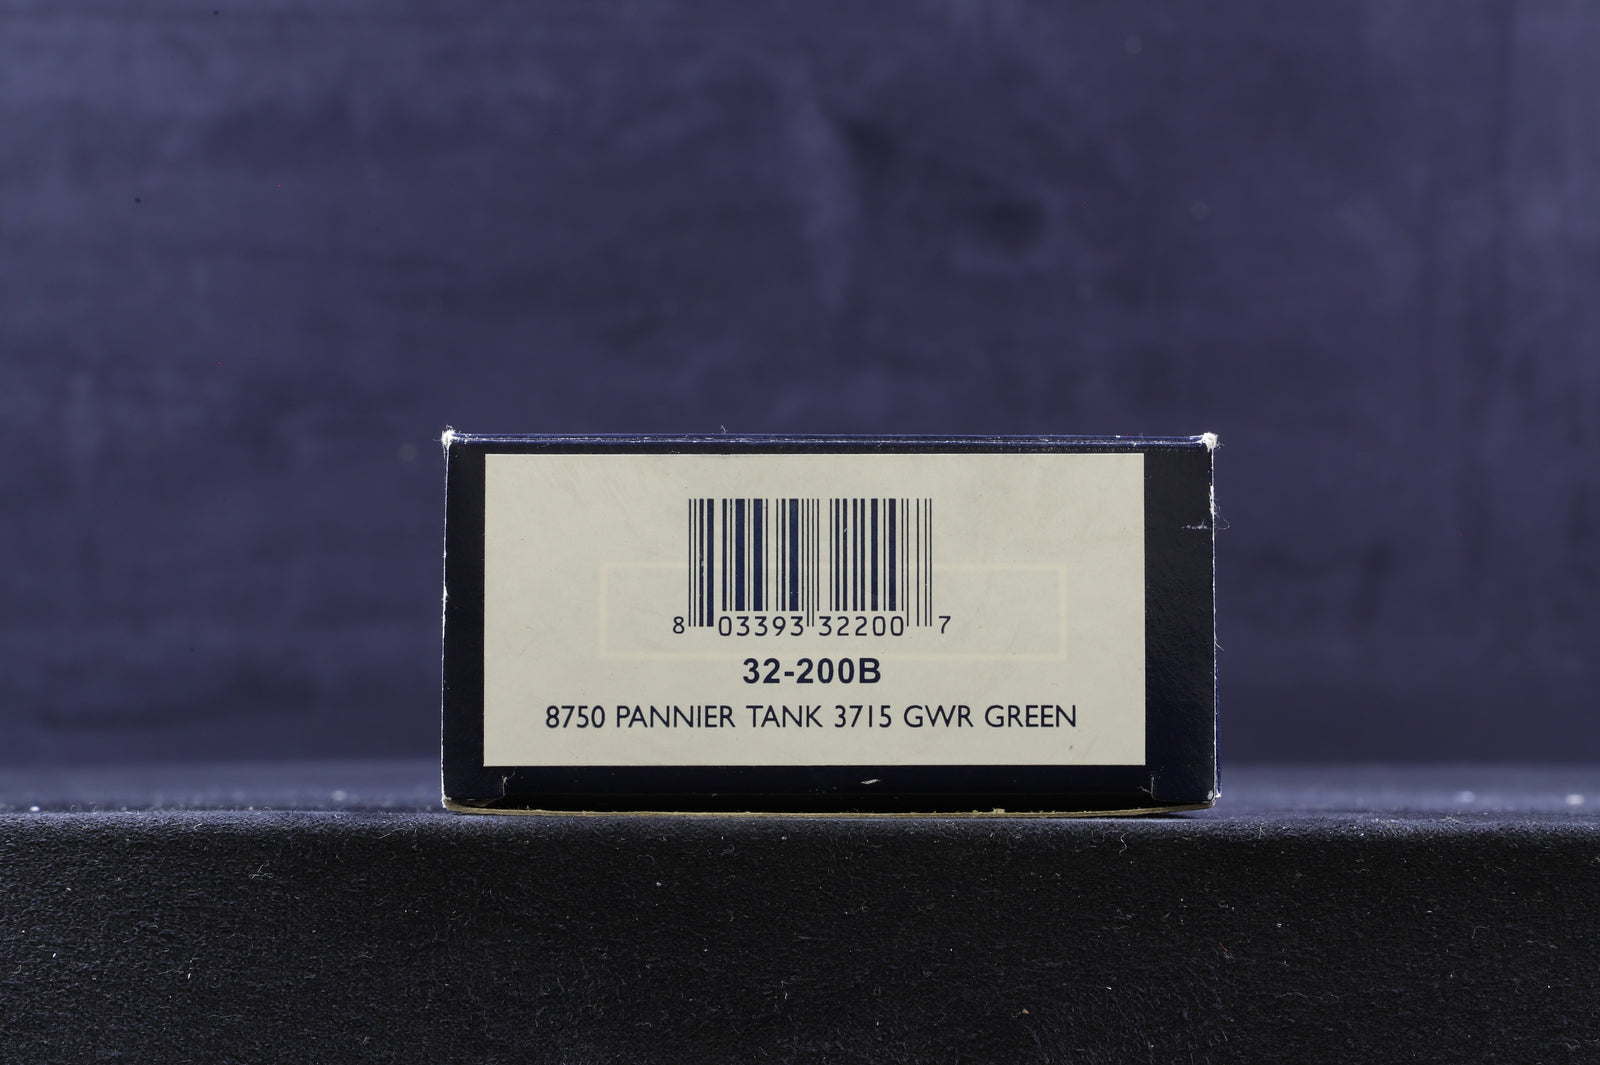 8 03393 32200 7
32-200B
8750 PANNIER TANK 3715 GWR GREEN